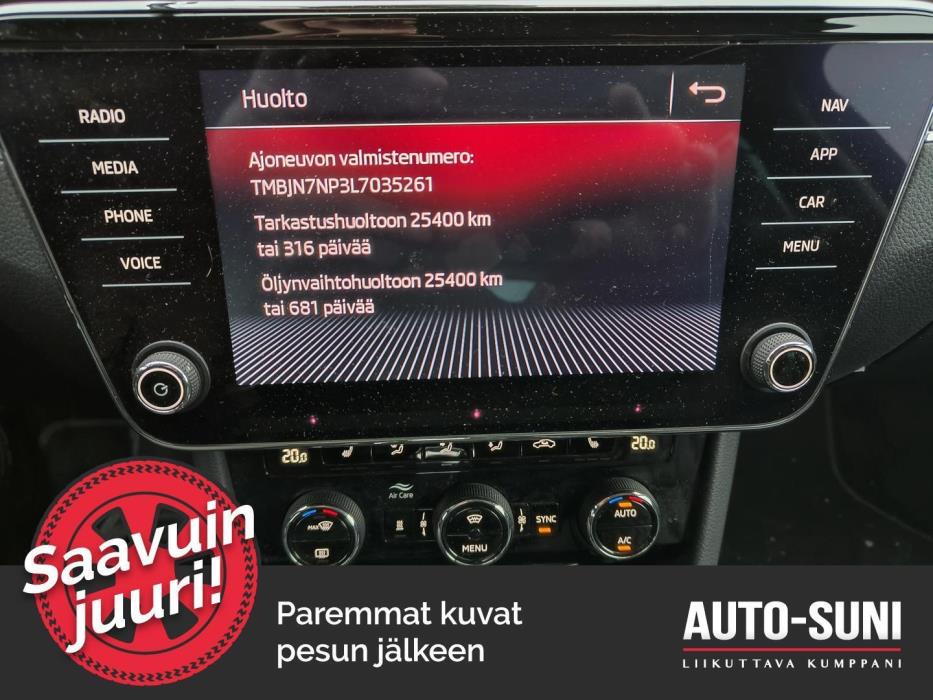 Huolto
RADIO
MEDIA
PHONE
VOICE
Ajoneuvon valmistenumero:
TMBJN7NP3L7035261
Tarkastushuoltoon 25400 km
tai 316 päivää
Öljynvaihtohuoltoon 25400 km
tai 681 päivää
NAV
APP
CAR
MENU
20.0
20.0
Air Care
MAX
MENU
SYNC
AUTO
A/C
Saavuin
juuri!
Paremmat kuvat
pesun jälkeen
AUTO-SUNI
LIIKUTTAVA KUMPPANI